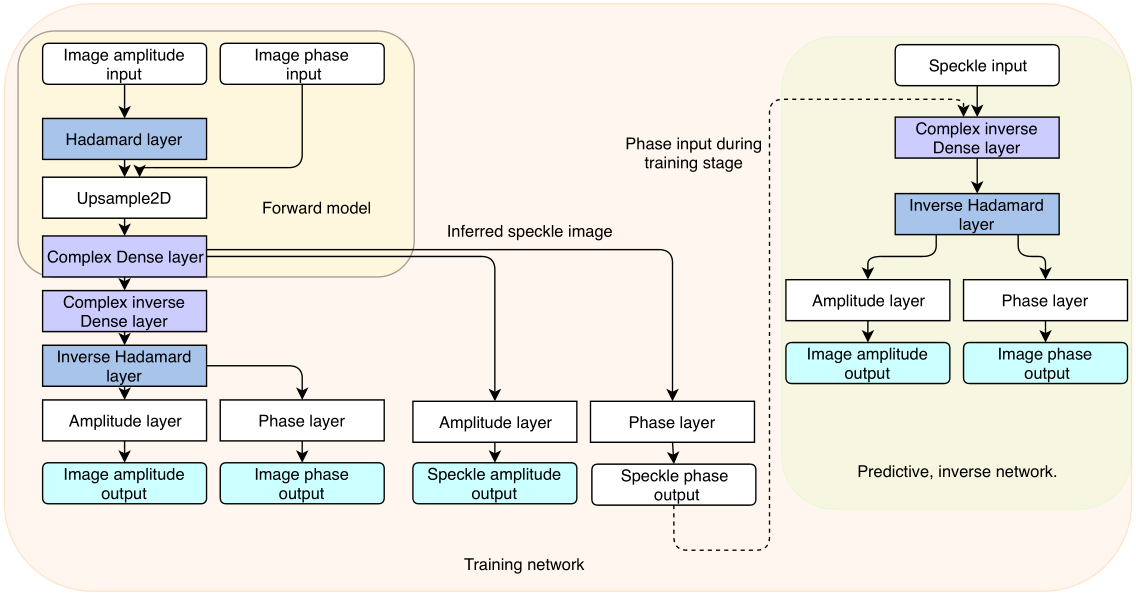 Image amplitude
input
Image phase
input
Hadamard layer
Upsample2D
Forward model
Complex Dense layer
Inferred speckle image
Complex inverse
Dense layer
Inverse Hadamard
layer
Amplitude layer
Phase layer
Amplitude layer
Phase layer
Image amplitude
output
Image phase
output
Speckle amplitude
output
Speckle phase
output
Training network
Phase input during
training stage
Speckle input
Complex inverse
Dense layer
Inverse Hadamard
layer
Amplitude layer
Phase layer
Image amplitude
output
Image phase
output
Predictive, inverse network.